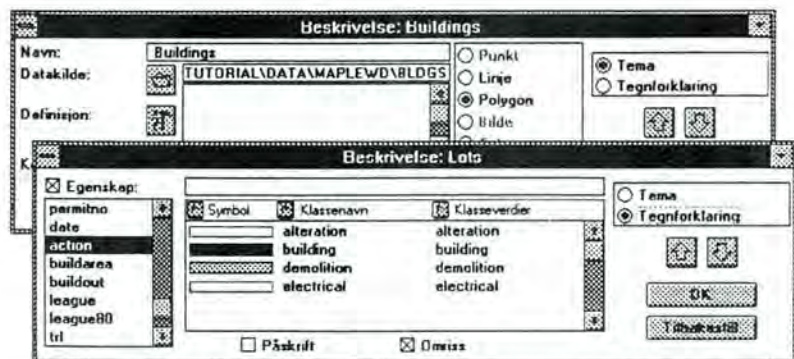 Beskrivelse: Buildings
Navn: Buildings
Datakilde: TUTORIAL\DATA\MAPLEWD\BLDGS
Definisjon:
Punkt
Linje
Polygon
Bilde
Tema
Tegnforklaring
Beskrivelse: Lots
Egenskap:
permitno
date
action
buildarea
buildout
league
league80
trl
Symbol Klassenavn Klasseverdier
alteration alteration
building building
demolition demolition
electrical electrical
Påskrift Omriss
Tema
Tegnforklaring
OK
Tilbakestill